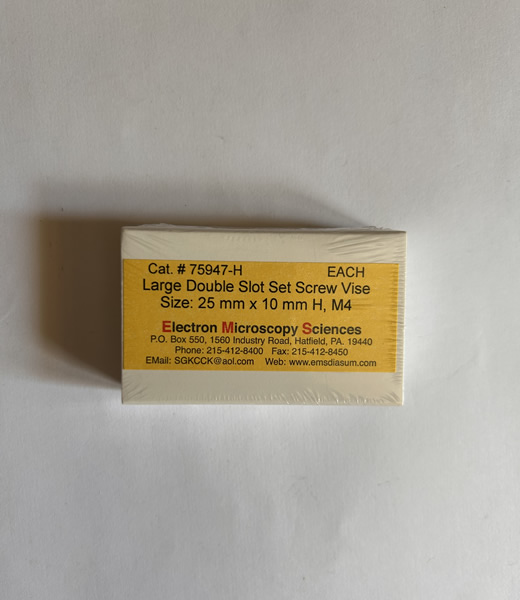 Cat. # 75947-H EACH
Large Double Slot Set Screw Vise
Size: 25 mm x 10 mm H, M4
Electron Microscopy Sciences
P.O. Box 550, 1560 Industry Road, Hatfield, PA. 19440
Phone: 215-412-8400 Fax: 215-412-8450
EMail: SGKCCK@aol.com Web: www.emsdiasum.com